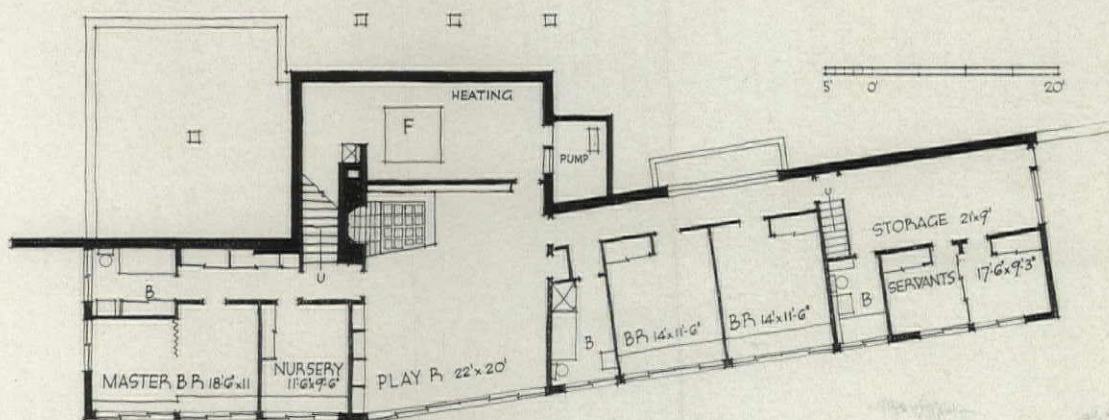 HEATING
F
PUMP
5' 0' 20'
U
STORAGE 21'x9'
SERVANTS 17'-6"x9'-3"
B
BR 14'x11'-6"
BR 14'x11'-6"
B
U
B
MASTER BR 18'-6"x11
NURSERY
11'-6"x9'-6"
PLAY R 22'x20'